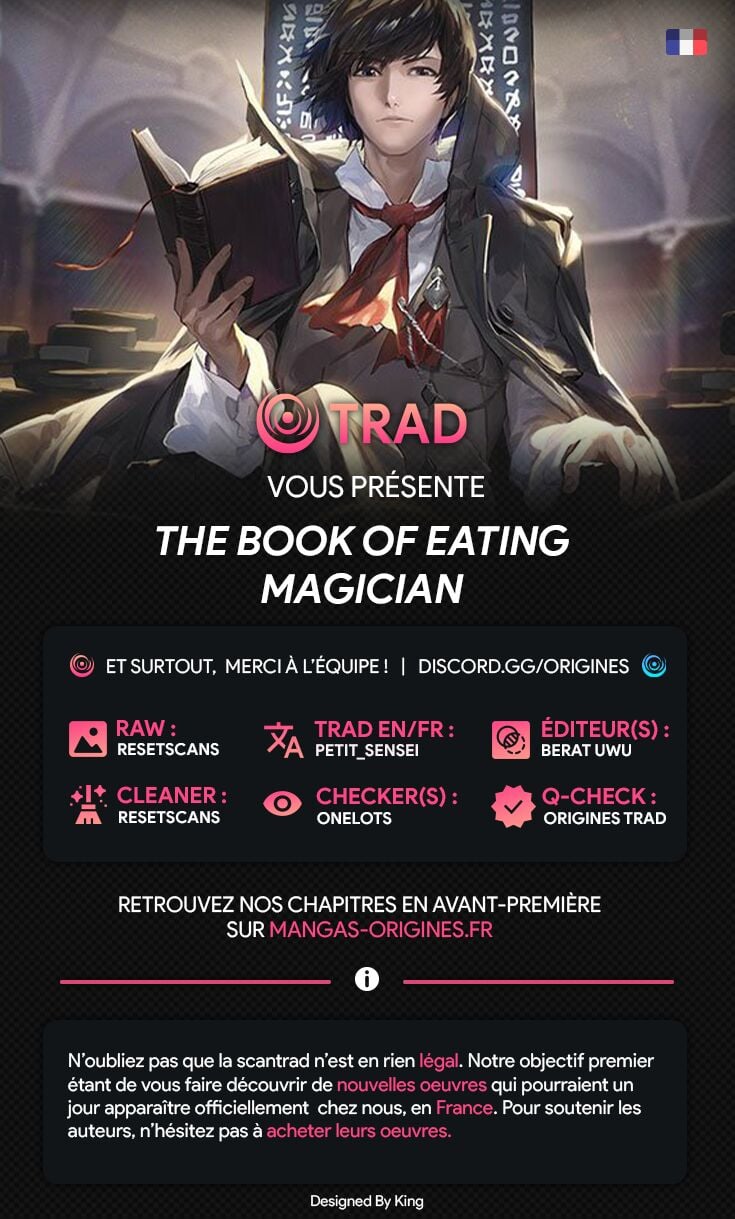 TRAD
VOUS PRÉSENTE
THE BOOK OF EATING
MAGICIAN
ET SURTOUT, MERCI À L'ÉQUIPE ! | DISCORD.GG/ORIGINES
RAW :
RESETSCANS
TRAD EN/FR :
PETIT_SENSEI
ÉDITEUR(S) :
BERAT UWU
CLEANER :
RESETSCANS
CHECKER(S) :
ONELOTS
Q-CHECK :
ORIGINES TRAD
RETROUVEZ NOS CHAPITRES EN AVANT-PREMIÈRE
SUR MANGAS-ORIGINES.FR
N'oubliez pas que la scantrad n'est en rien légal. Notre objectif premier
étant de vous faire découvrir de nouvelles oeuvres qui pourraient un
jour apparaître officiellement chez nous, en France. Pour soutenir les
auteurs, n'hésitez pas à acheter leurs oeuvres.
Designed By King